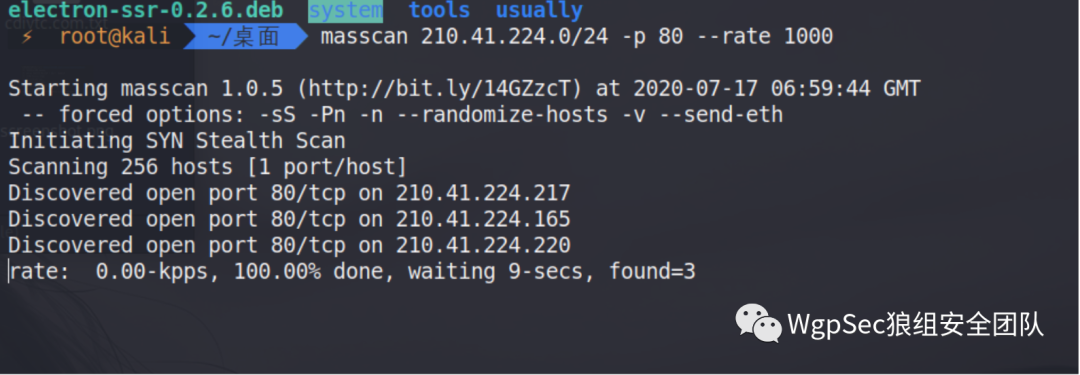 electron-ssr-0.2.6.deb system tools usually
⚡ root@kali ~/桌面 masscan 210.41.224.0/24 -p 80 --rate 1000
Starting masscan 1.0.5 (http://bit.ly/14GZzcT) at 2020-07-17 06:59:44 GMT
-- forced options: -sS -Pn -n --randomize-hosts -v --send-eth
Initiating SYN Stealth Scan
Scanning 256 hosts [1 port/host]
Discovered open port 80/tcp on 210.41.224.217
Discovered open port 80/tcp on 210.41.224.165
Discovered open port 80/tcp on 210.41.224.220
rate:  0.00-kpps, 100.00% done, waiting 9-secs, found=3
WgpSec狼组安全团队